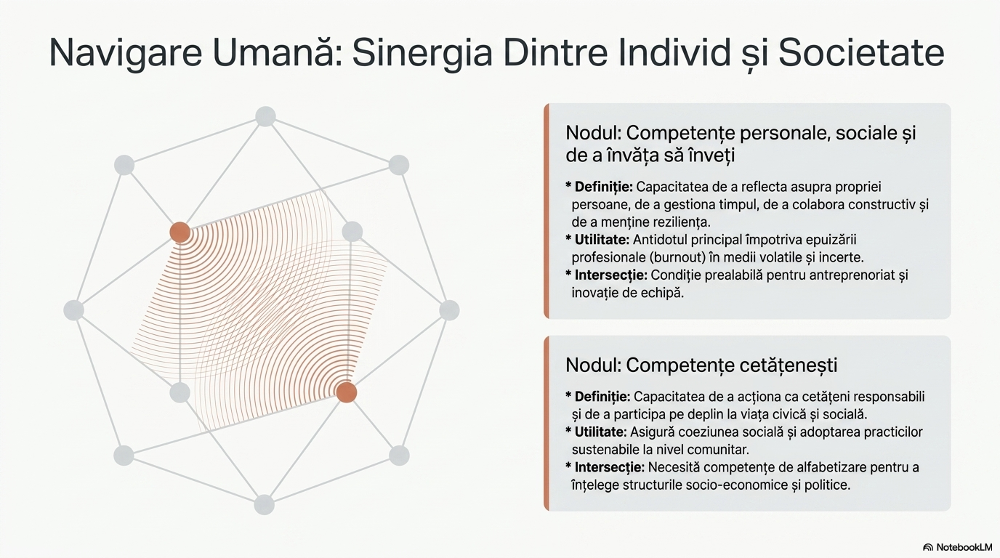 Navigare Umană: Sinergia Dintre Individ și Societate
Nodul: Competențe personale, sociale și
de a învăța să înveți
* Definiție: Capacitatea de a reflecta asupra propriei
persoane, de a gestiona timpul, de a colabora constructiv și
de a menține reziliența.
* Utilitate: Antidotul principal împotriva epuizării
profesionale (burnout) în medii volatile și incerte.
* Intersecție: Condiție prealabilă pentru antreprenoriat și
inovație de echipă.
Nodul: Competențe cetățenești
* Definiție: Capacitatea de a acționa ca cetățeni responsabili
și de a participa pe deplin la viața civică și socială.
* Utilitate: Asigură coeziunea socială și adoptarea practicilor
sustenabile la nivel comunitar.
* Intersecție: Necesită competențe de alfabetizare pentru a
înțelege structurile socio-economice și politice.
NotebookLM